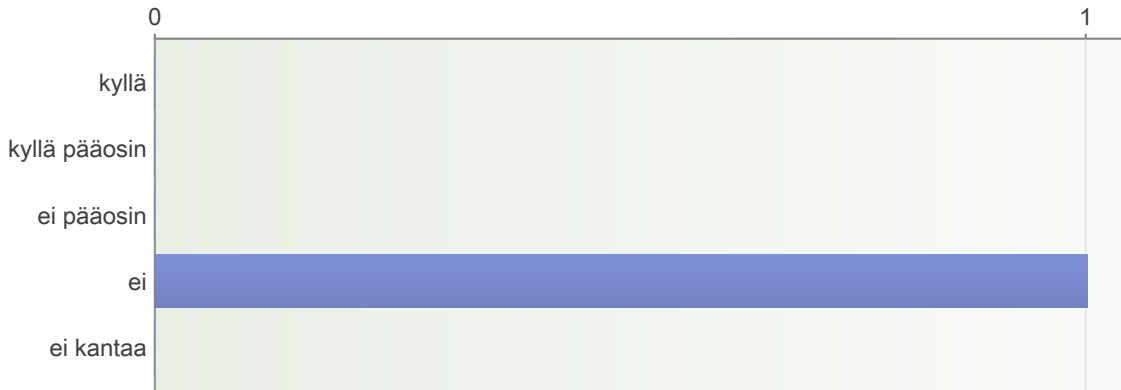 0 1
kyllä
kyllä pääosin
ei pääosin
ei
ei kantaa